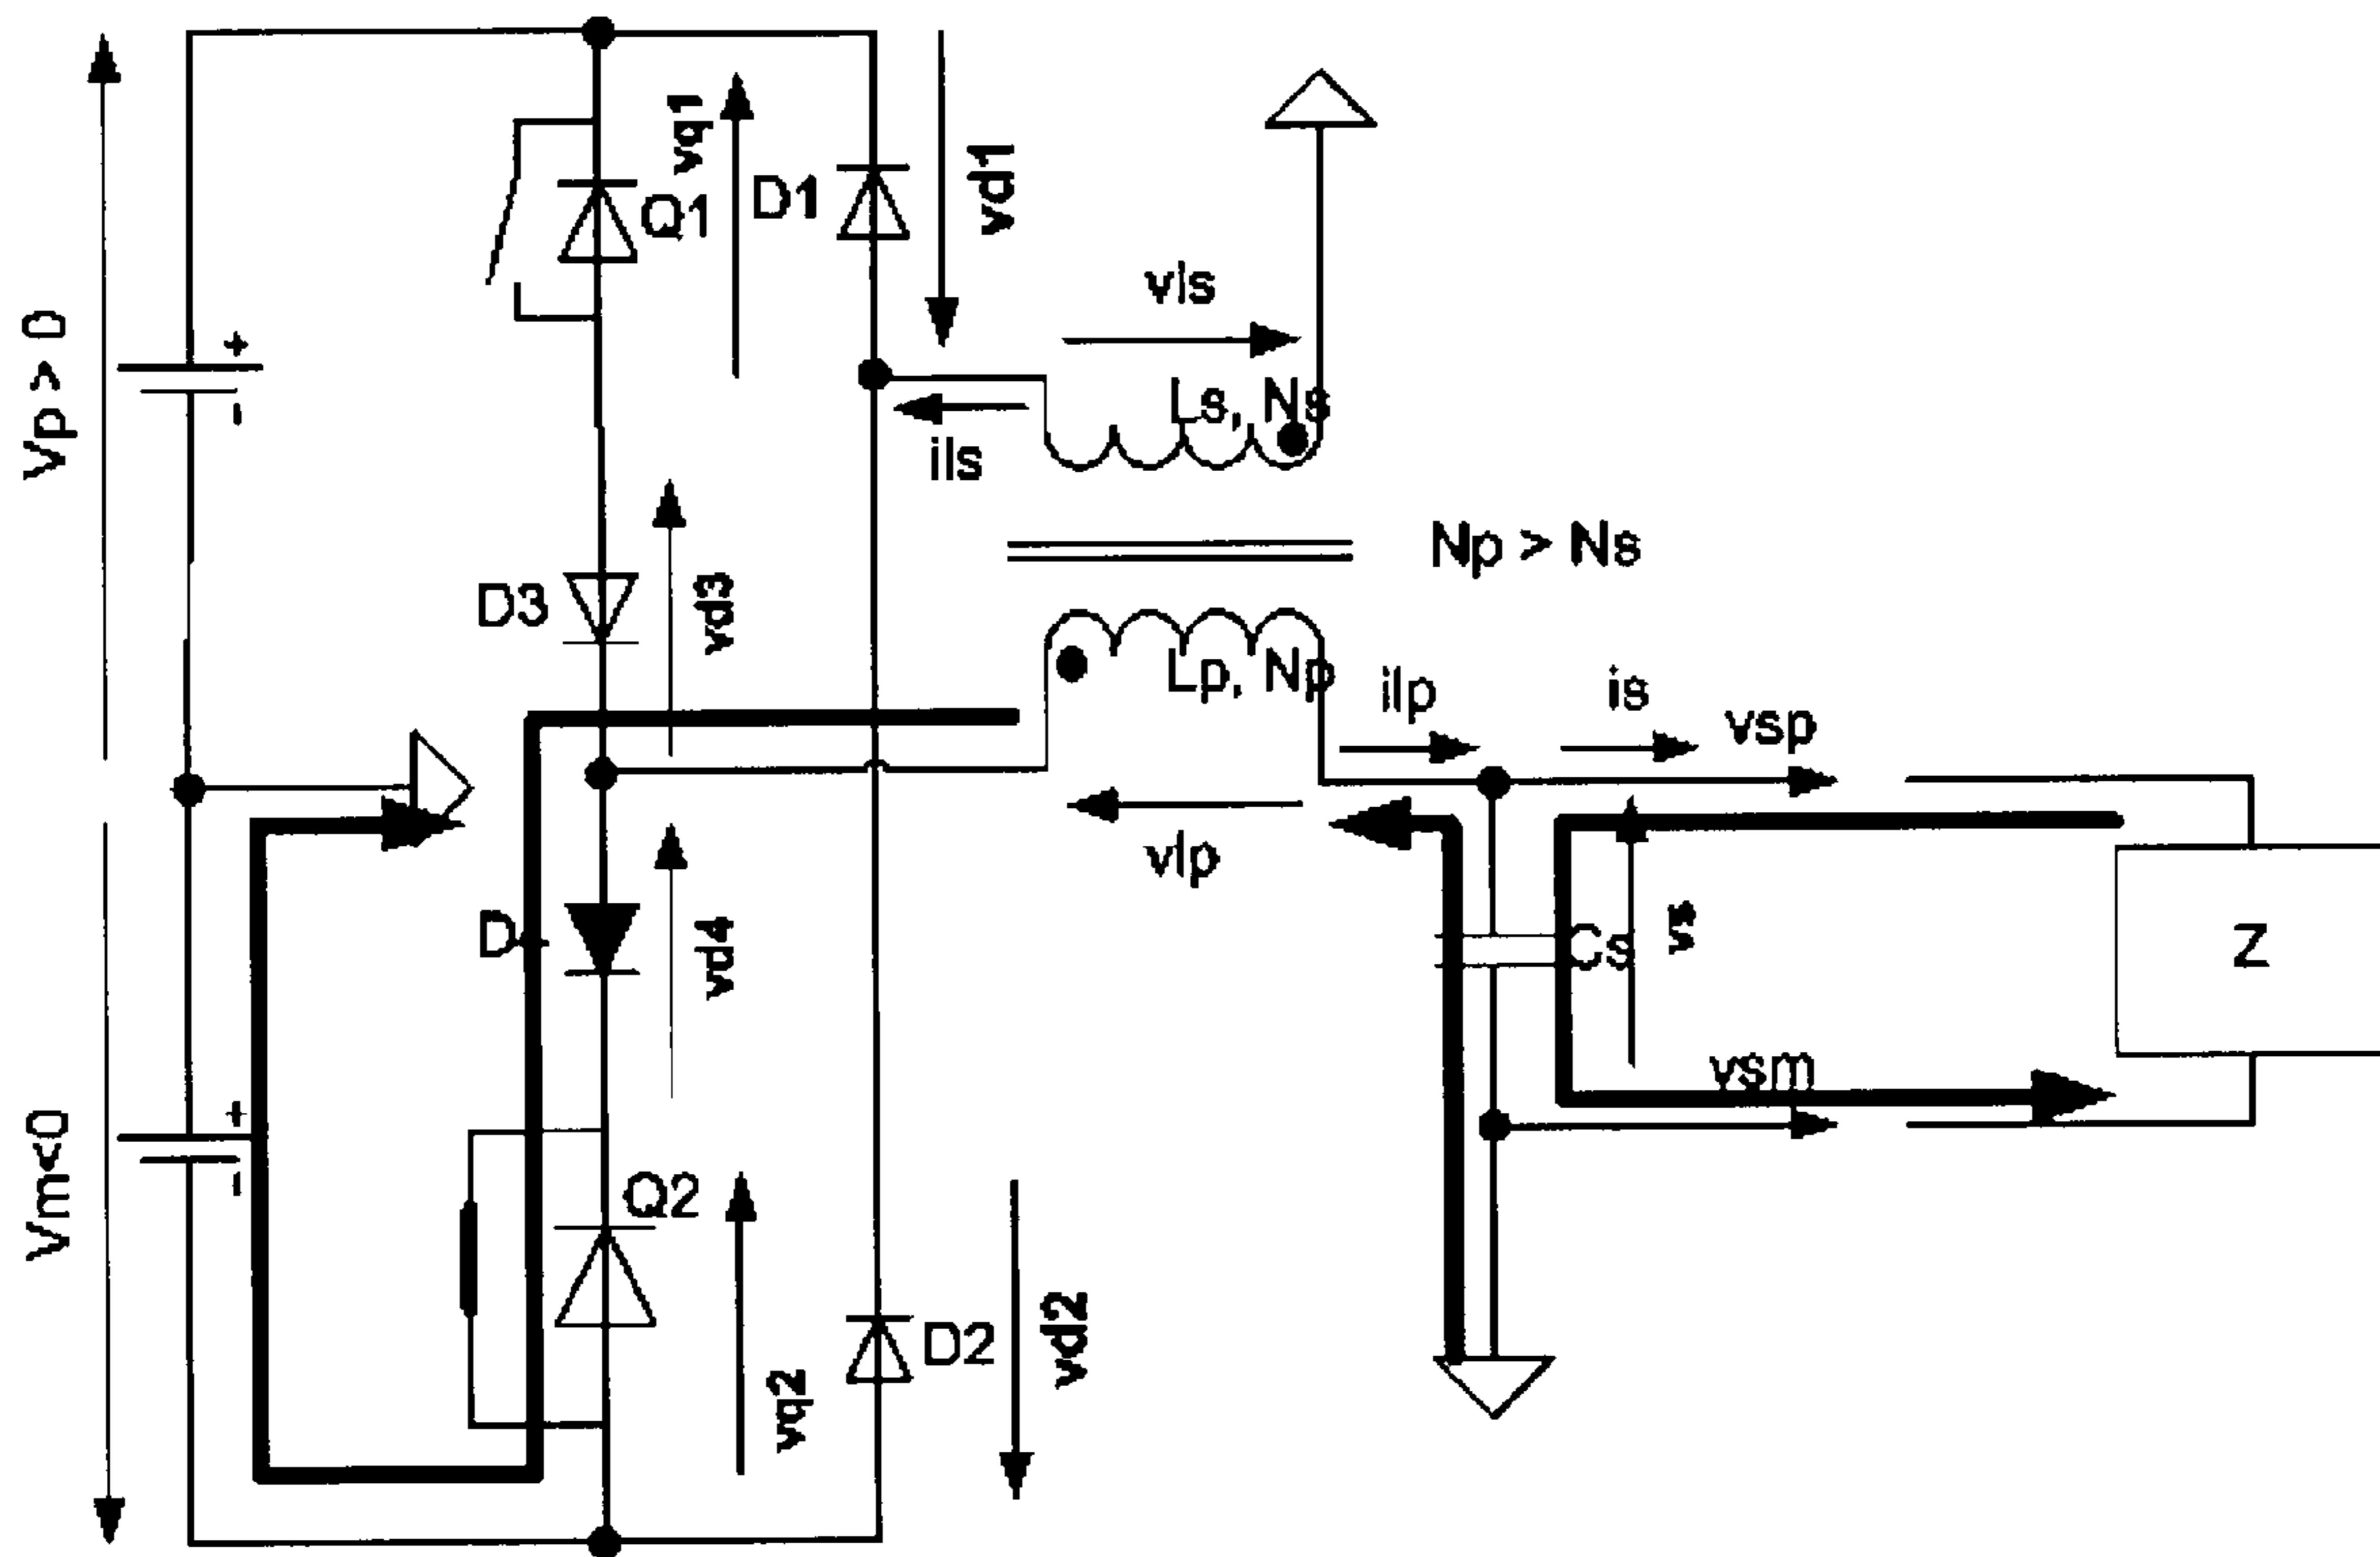 Vp > 0
+
-
vq1
Q1
D1
vd1
vls
Ls, Ns
ils
Np > Ns
D3
vd3
Lp, Np
ilp
is
vsp
vlp
D
vd4
Cs
vs
Z
vsm
Vm<0
+
-
Q2
vq2
D2
vd2